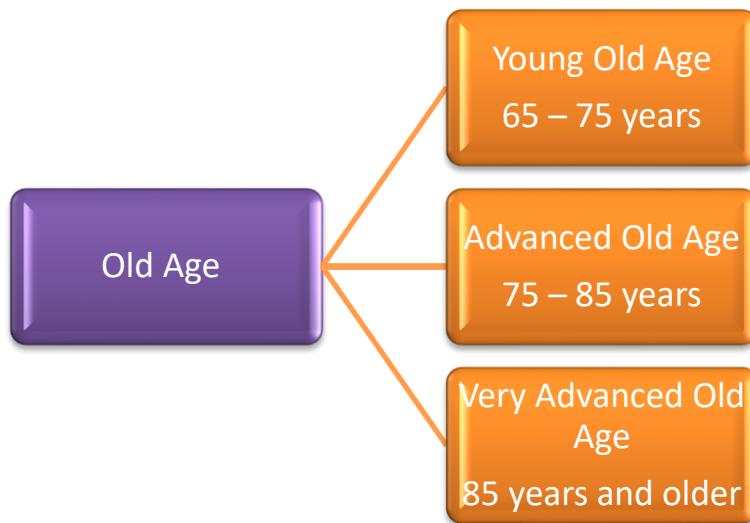 Old Age
Young Old Age
65 – 75 years
Advanced Old Age
75 – 85 years
Very Advanced Old
Age
85 years and older